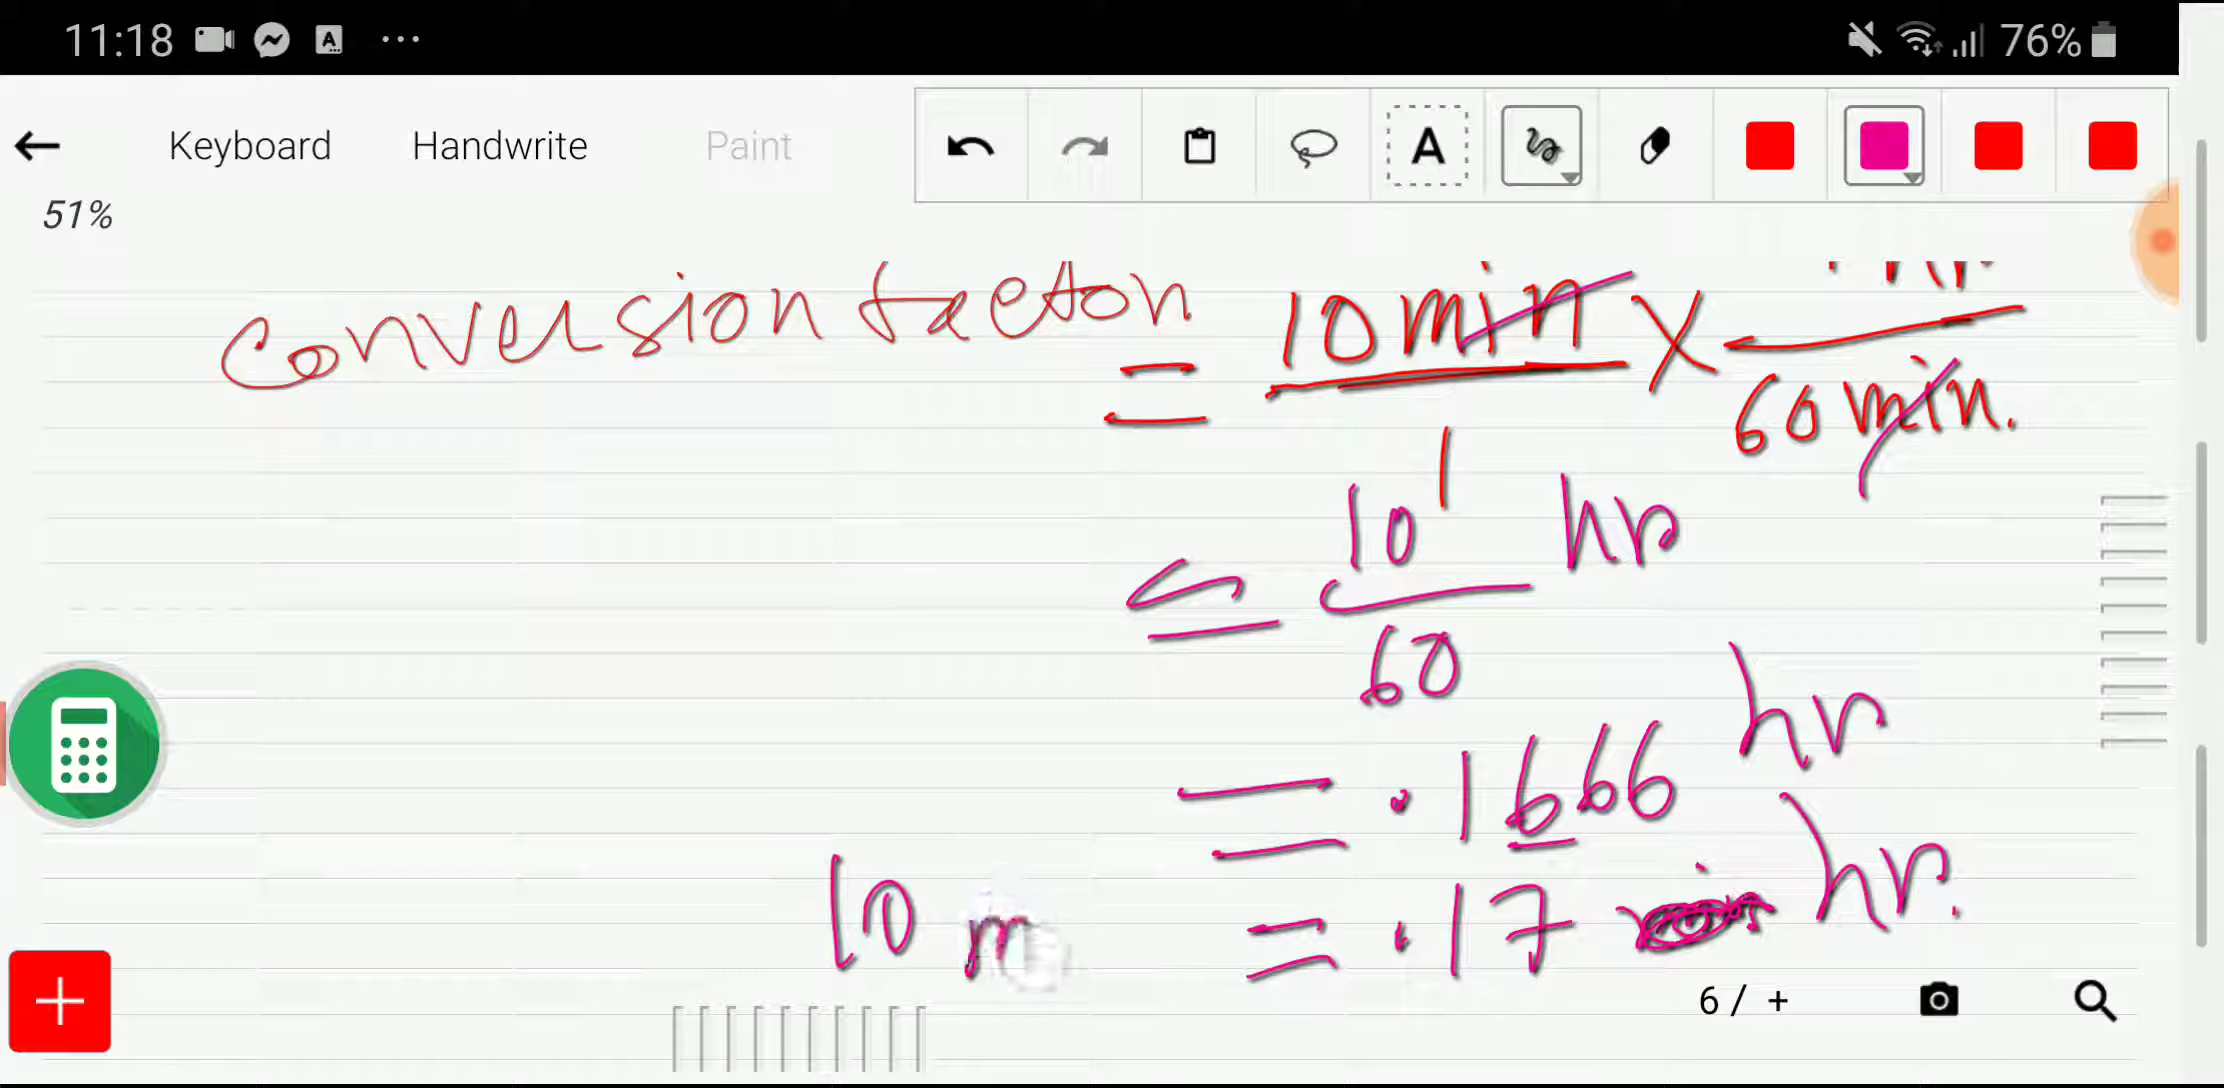 11:18 A ... 76%
Keyboard Handwrite Paint A
51%
Conversion factor = 10 min X
1 60 min.
= 10 hr
60
= .1666 hr
10 m = .17 hr.
6 / +